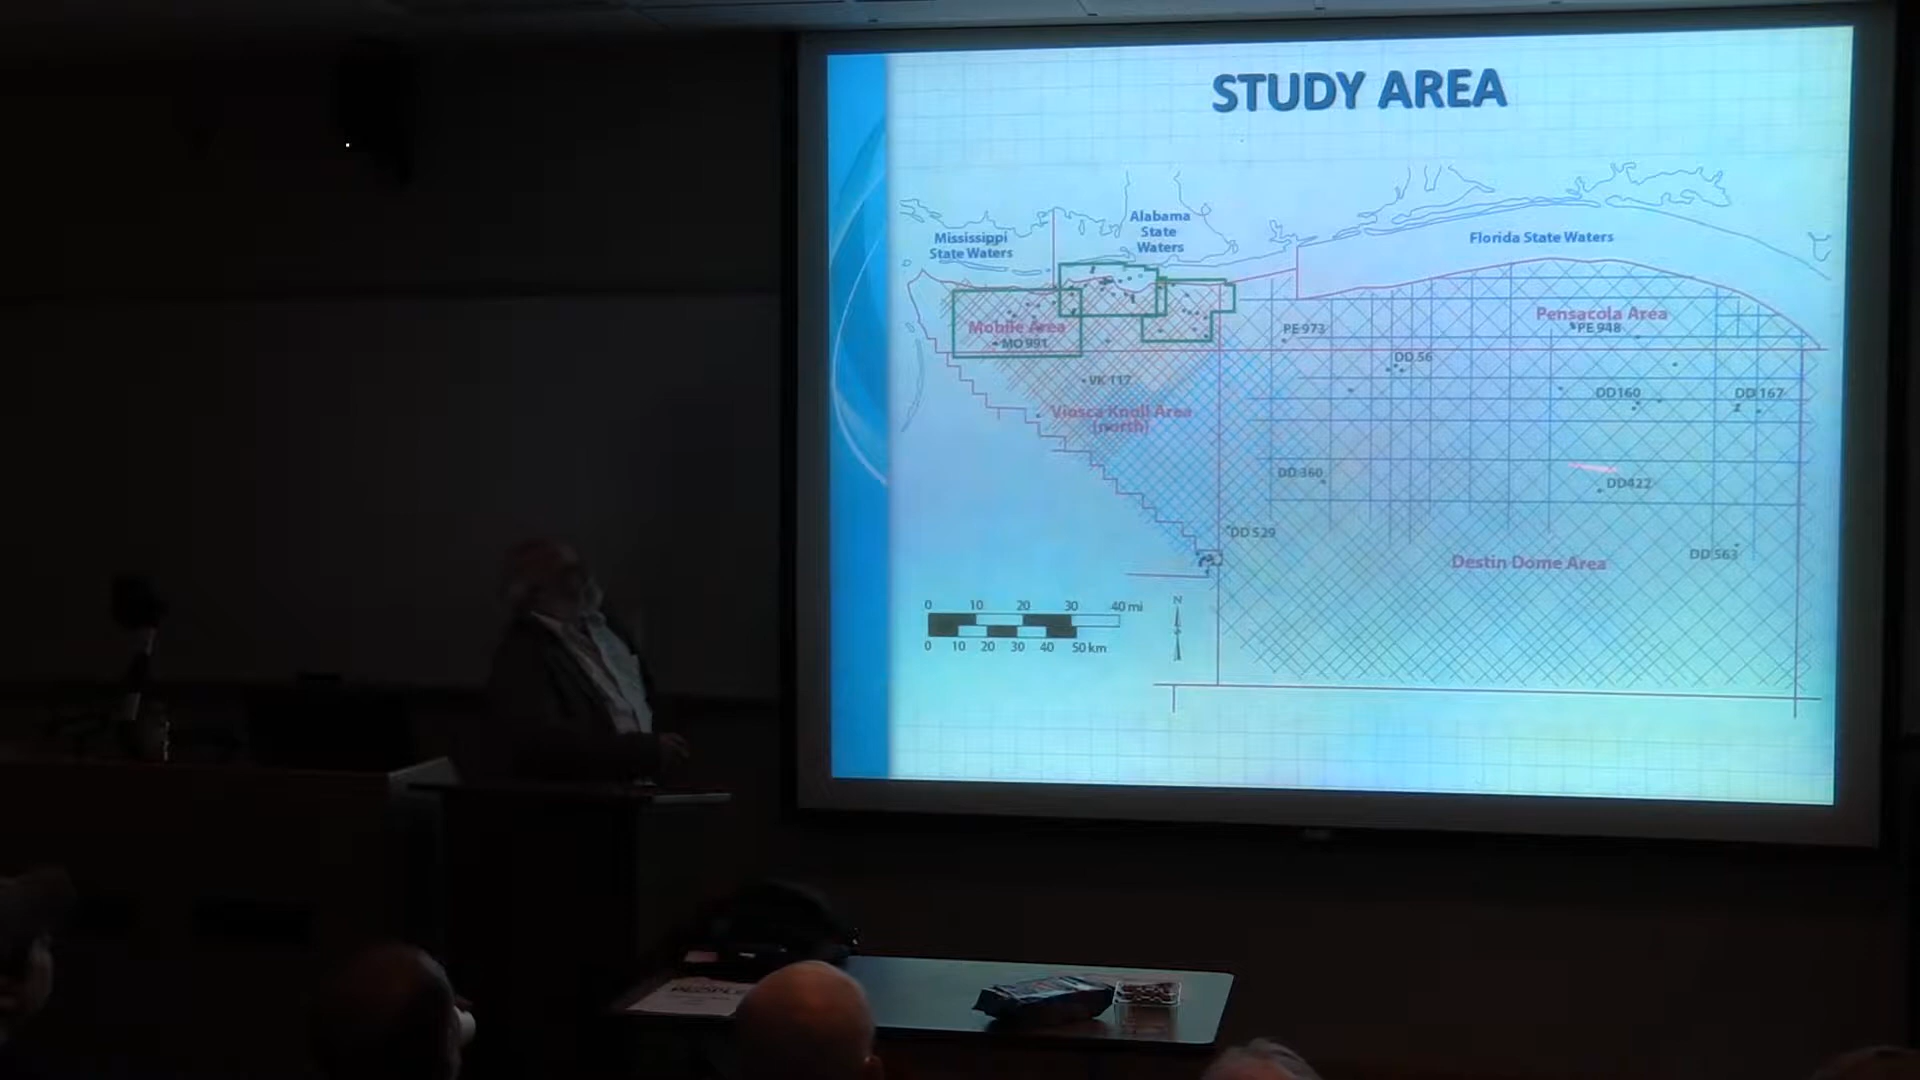 STUDY AREA
Mississippi
State Waters
Alabama
State
Waters
Florida State Waters
Mobile Area
MO 991
VK 117
Viosca Knoll Area
(north)
PE 973
Pensacola Area
PE 948
DD 56
DD160
DD 167
DD 360
DD422
DD 529
DD 563
Destin Dome Area
0 10 20 30 40 mi
0 10 20 30 40 50 km
N
PEOPLE